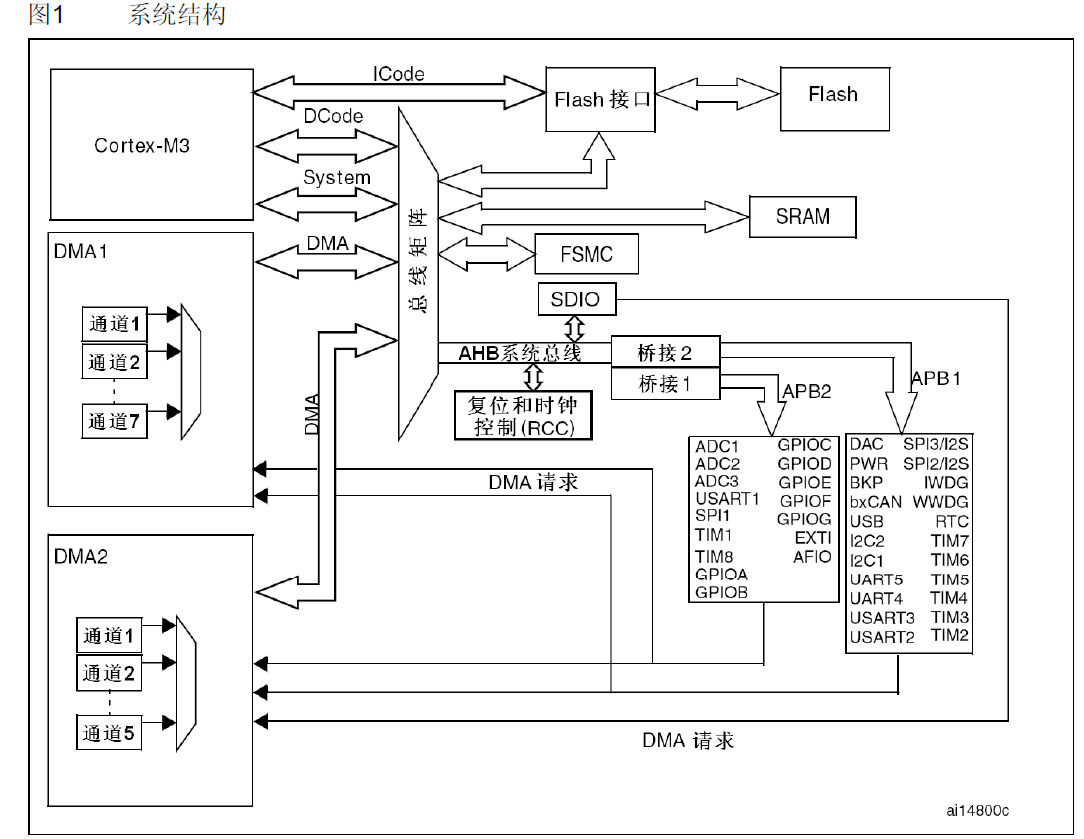 图1 系统结构
ICode
Flash 接口
Flash
Cortex-M3
DCode
System
SRAM
DMA1
DMA
总线矩阵
FSMC
SDIO
通道1
通道2
通道7
AHB系统总线
桥接2
桥接1
APB1
APB2
复位和时钟
控制(RCC)
DMA
DMA 请求
ADC1 GPIOC
ADC2 GPIOD
ADC3 GPIOE
USART1 GPIOF
SPI1 GPIOG
TIM1 EXTI
TIM8 AFIO
GPIOA
GPIOB
DAC SPI3/I2S
PWR SPI2/I2S
BKP IWDG
bxCAN WWDG
USB RTC
I2C2 TIM7
I2C1 TIM6
UART5 TIM5
UART4 TIM4
USART3 TIM3
USART2 TIM2
DMA2
通道1
通道2
通道5
DMA 请求
ai14800c